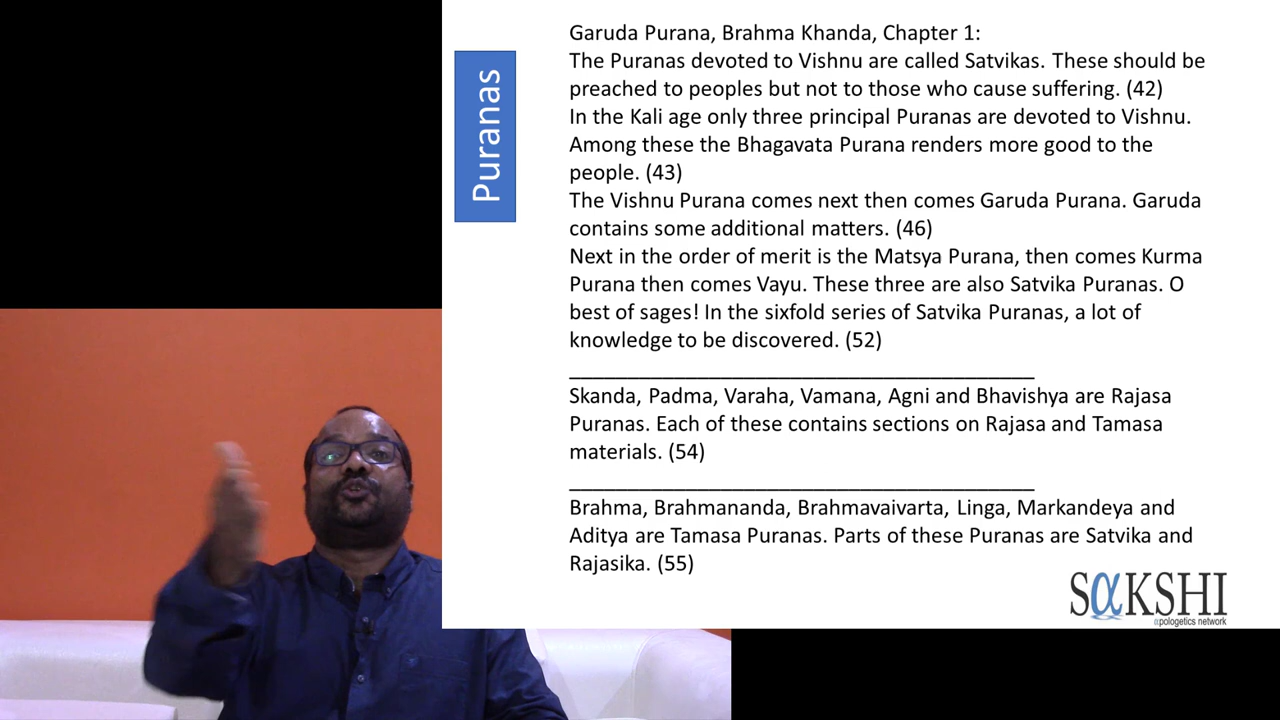 Puranas
Garuda Purana, Brahma Khanda, Chapter 1:
The Puranas devoted to Vishnu are called Satvikas. These should be
preached to peoples but not to those who cause suffering. (42)
In the Kali age only three principal Puranas are devoted to Vishnu.
Among these the Bhagavata Purana renders more good to the
people. (43)
The Vishnu Purana comes next then comes Garuda Purana. Garuda
contains some additional matters. (46)
Next in the order of merit is the Matsya Purana, then comes Kurma
Purana then comes Vayu. These three are also Satvika Puranas. O
best of sages! In the sixfold series of Satvika Puranas, a lot of
knowledge to be discovered. (52)
Skanda, Padma, Varaha, Vamana, Agni and Bhavishya are Rajasa
Puranas. Each of these contains sections on Rajasa and Tamasa
materials. (54)
Brahma, Brahmananda, Brahmavaivarta, Linga, Markandeya and
Aditya are Tamasa Puranas. Parts of these Puranas are Satvika and
Rajasika. (55)
SαKSHI
αpologetics network